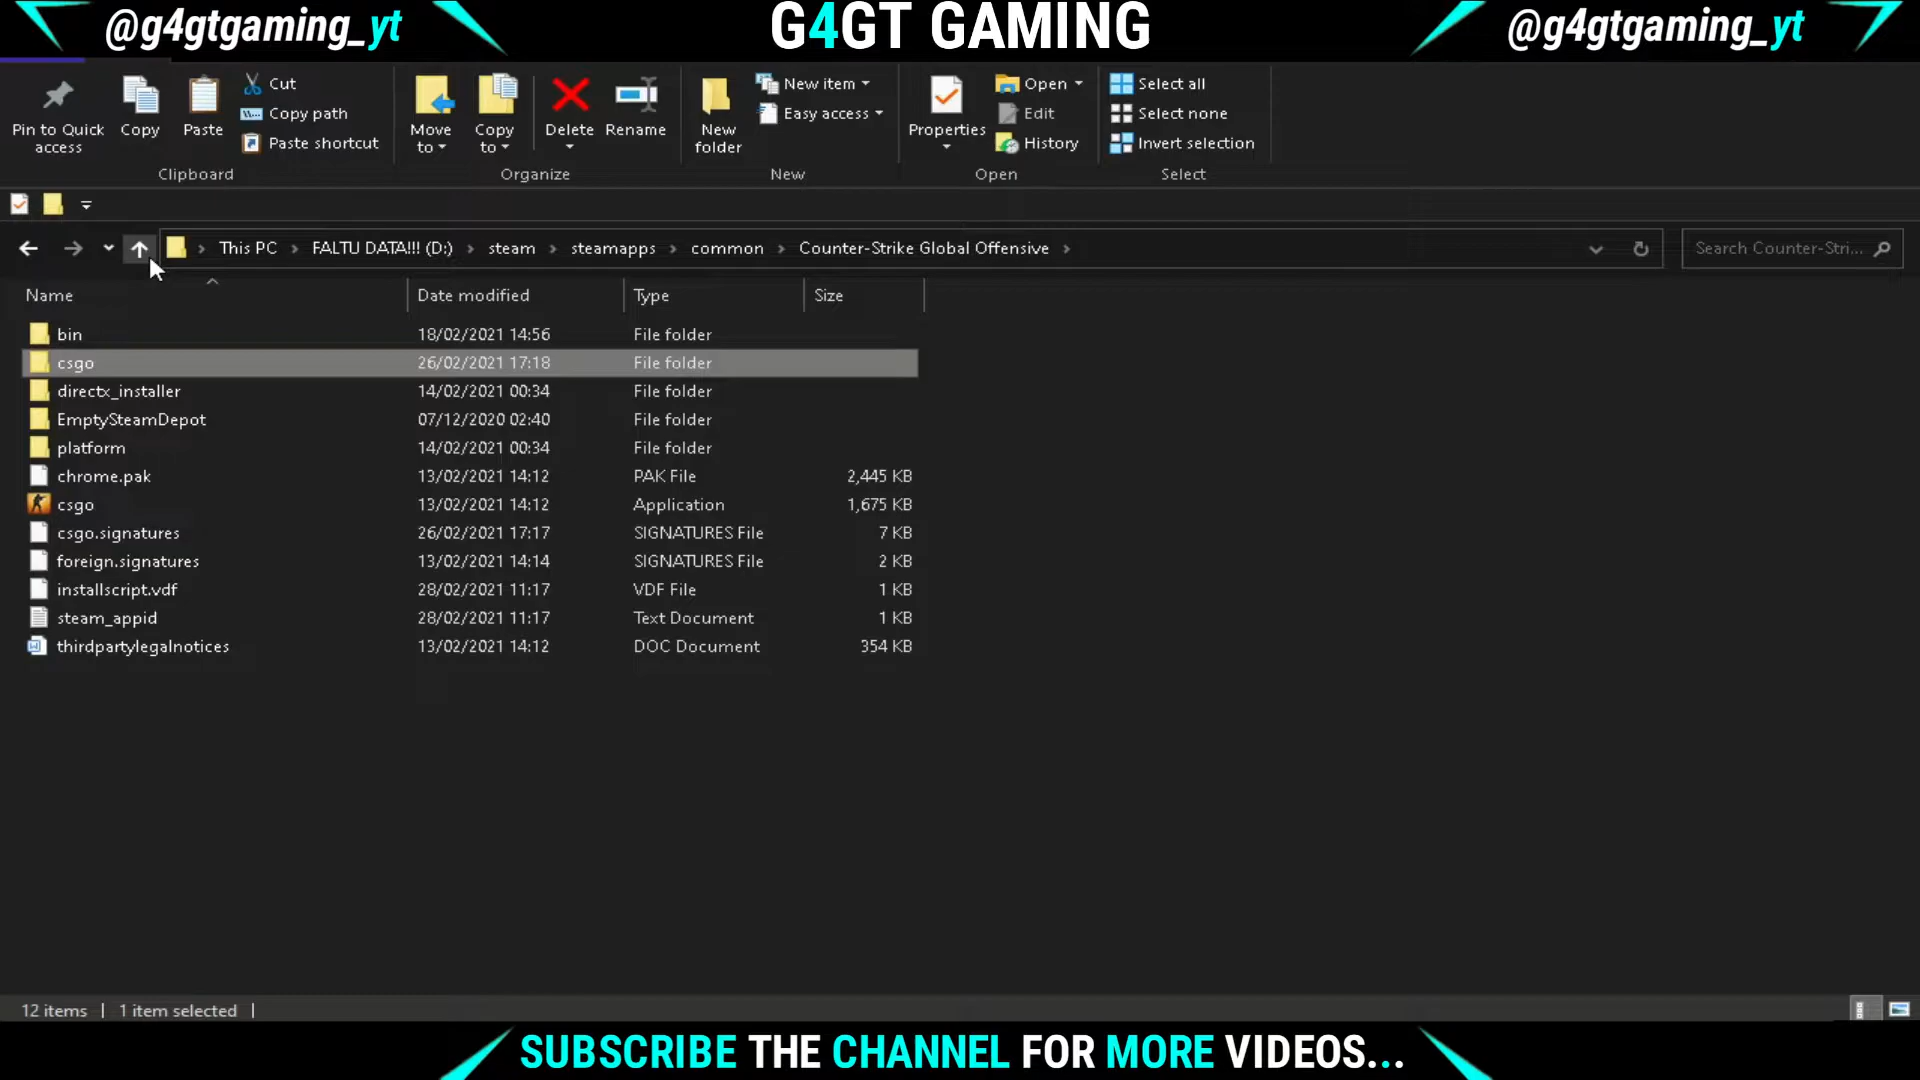 @g4gtgaming_yt
G4GT GAMING
@g4gtgaming_yt
Pin to Quick access
Copy
Paste
Cut
Copy path
Paste shortcut
Clipboard
Move to
Copy to
Delete
Rename
Organize
New folder
New item
Easy access
New
Properties
Open
Edit
History
Open
Select all
Select none
Invert selection
Select
This PC > FALTU DATA!!! (D:) > steam > steamapps > common > Counter-Strike Global Offensive >
Search Counter-Stri...
Name Date modified Type Size
bin 18/02/2021 14:56 File folder
csgo 26/02/2021 17:18 File folder
directx_installer 14/02/2021 00:34 File folder
EmptySteamDepot 07/12/2020 02:40 File folder
platform 14/02/2021 00:34 File folder
chrome.pak 13/02/2021 14:12 PAK File 2,445 KB
csgo 13/02/2021 14:12 Application 1,675 KB
csgo.signatures 26/02/2021 17:17 SIGNATURES File 7 KB
foreign.signatures 13/02/2021 14:14 SIGNATURES File 2 KB
installscript.vdf 28/02/2021 11:17 VDF File 1 KB
steam_appid 28/02/2021 11:17 Text Document 1 KB
thirdpartylegalnotices 13/02/2021 14:12 DOC Document 354 KB
12 items | 1 item selected |
SUBSCRIBE THE CHANNEL FOR MORE VIDEOS...